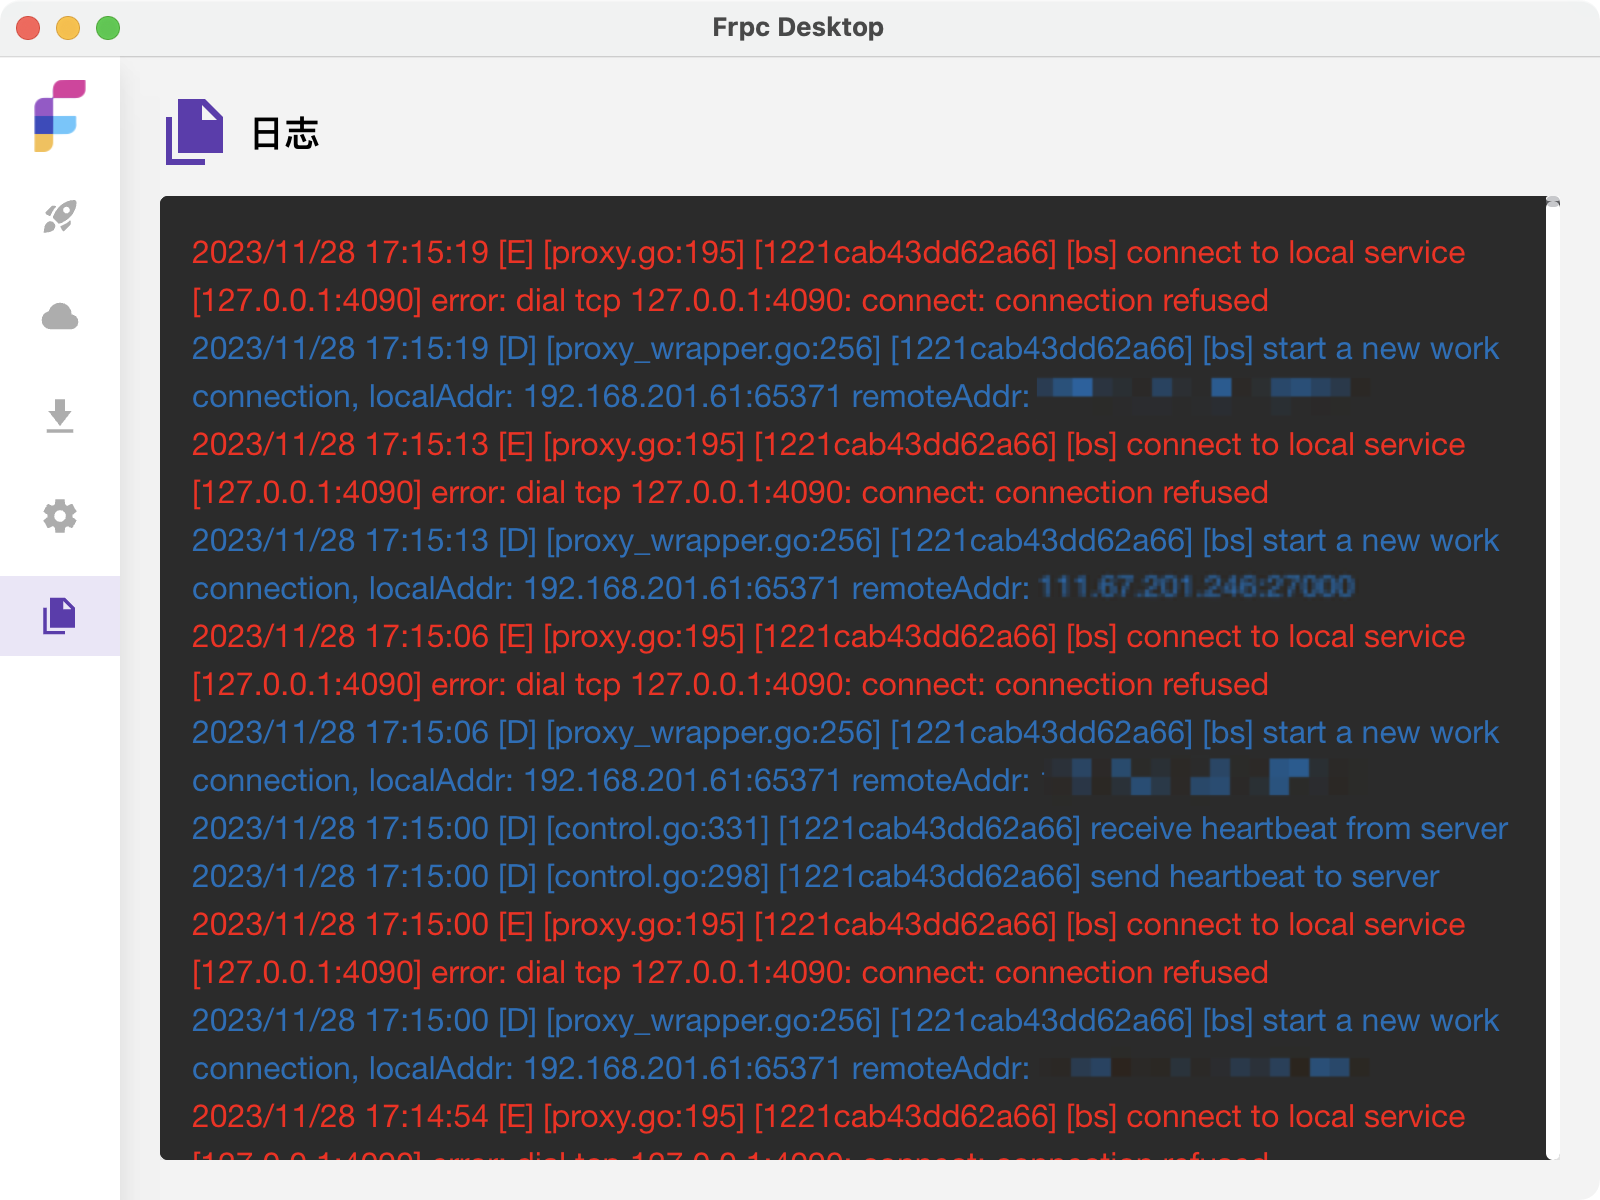 Frpc Desktop
日志
2023/11/28 17:15:19 [E] [proxy.go:195] [1221cab43dd62a66] [bs] connect to local service
[127.0.0.1:4090] error: dial tcp 127.0.0.1:4090: connect: connection refused
2023/11/28 17:15:19 [D] [proxy_wrapper.go:256] [1221cab43dd62a66] [bs] start a new work
connection, localAddr: 192.168.201.61:65371 remoteAddr:
2023/11/28 17:15:13 [E] [proxy.go:195] [1221cab43dd62a66] [bs] connect to local service
[127.0.0.1:4090] error: dial tcp 127.0.0.1:4090: connect: connection refused
2023/11/28 17:15:13 [D] [proxy_wrapper.go:256] [1221cab43dd62a66] [bs] start a new work
connection, localAddr: 192.168.201.61:65371 remoteAddr:
2023/11/28 17:15:06 [E] [proxy.go:195] [1221cab43dd62a66] [bs] connect to local service
[127.0.0.1:4090] error: dial tcp 127.0.0.1:4090: connect: connection refused
2023/11/28 17:15:06 [D] [proxy_wrapper.go:256] [1221cab43dd62a66] [bs] start a new work
connection, localAddr: 192.168.201.61:65371 remoteAddr:
2023/11/28 17:15:00 [D] [control.go:331] [1221cab43dd62a66] receive heartbeat from server
2023/11/28 17:15:00 [D] [control.go:298] [1221cab43dd62a66] send heartbeat to server
2023/11/28 17:15:00 [E] [proxy.go:195] [1221cab43dd62a66] [bs] connect to local service
[127.0.0.1:4090] error: dial tcp 127.0.0.1:4090: connect: connection refused
2023/11/28 17:15:00 [D] [proxy_wrapper.go:256] [1221cab43dd62a66] [bs] start a new work
connection, localAddr: 192.168.201.61:65371 remoteAddr:
2023/11/28 17:14:54 [E] [proxy.go:195] [1221cab43dd62a66] [bs] connect to local service